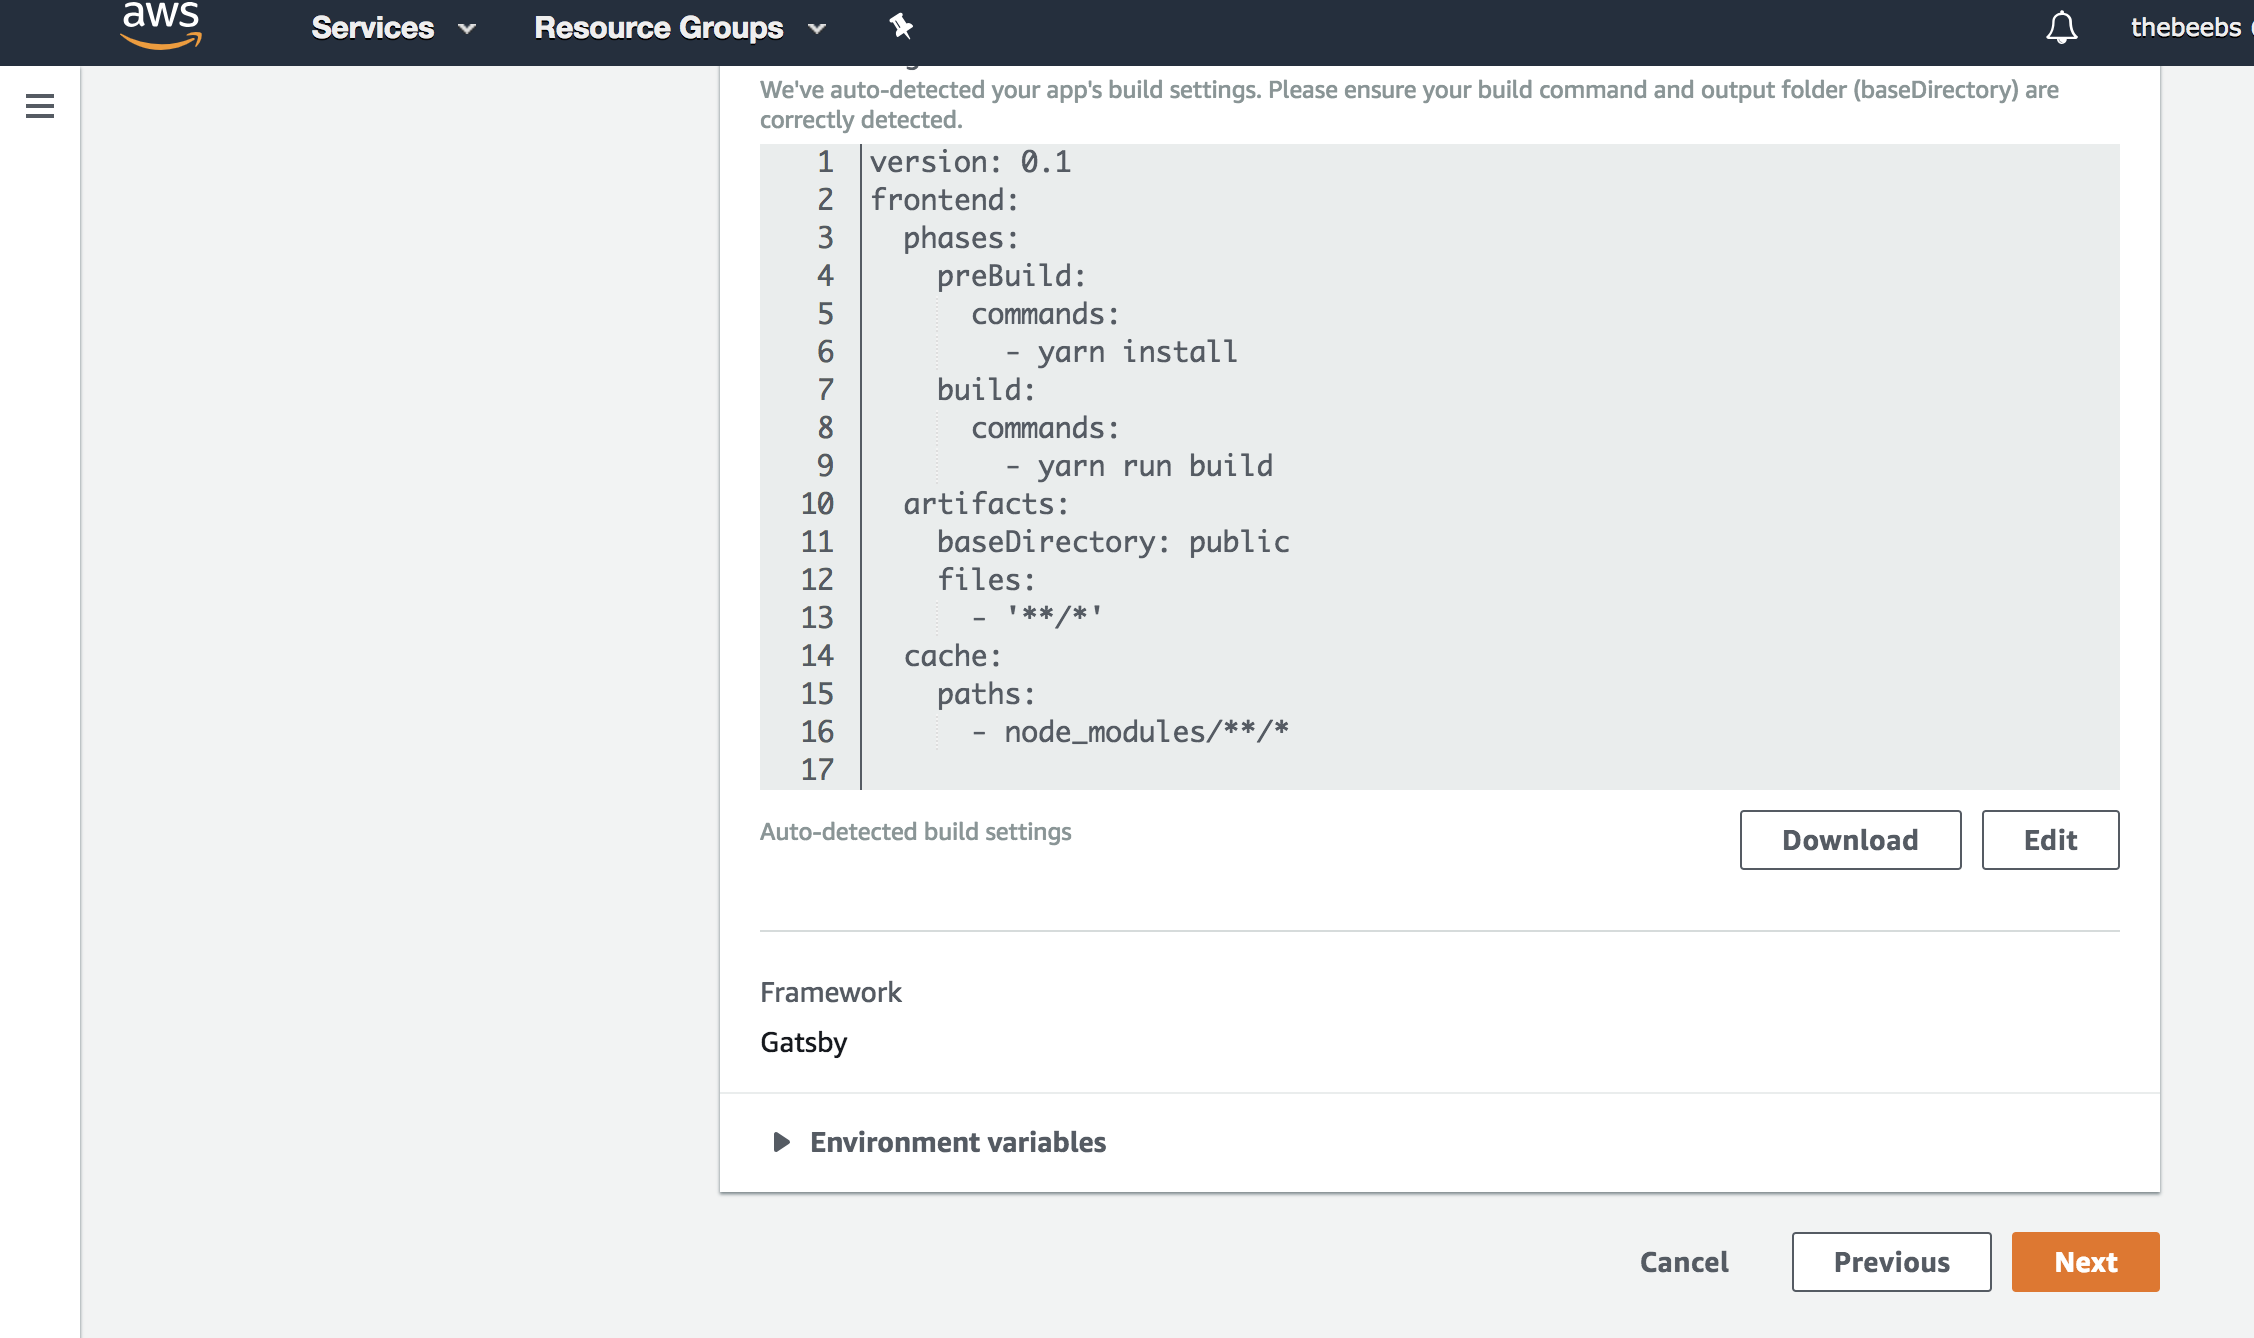 aws Services Resource Groups thebeebs
We've auto-detected your app's build settings. Please ensure your build command and output folder (baseDirectory) are
correctly detected.
1 version: 0.1
2 frontend:
3   phases:
4     preBuild:
5       commands:
6         - yarn install
7     build:
8       commands:
9         - yarn run build
10   artifacts:
11     baseDirectory: public
12     files:
13       - '**/*'
14   cache:
15     paths:
16       - node_modules/**/*
17
Auto-detected build settings
Download Edit
Framework
Gatsby
Environment variables
Cancel Previous Next